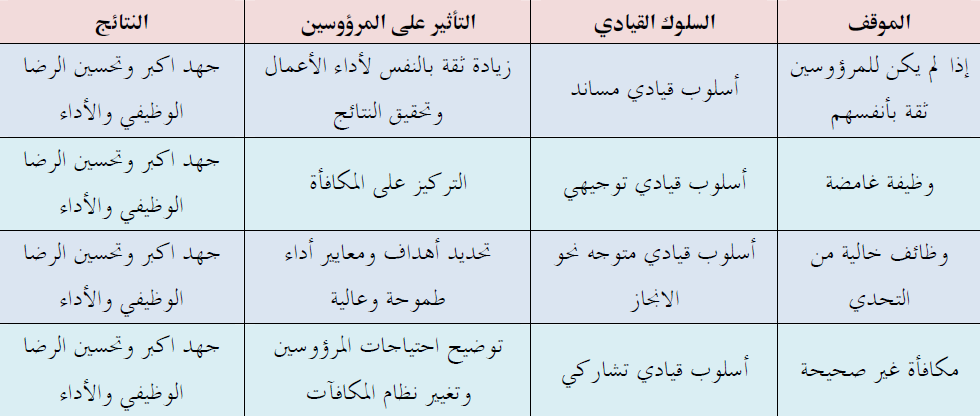 الموقف
السلوك القيادي
التأثير على المرؤوسين
النتائج
إذا لم يكن للمرؤوسين
ثقة بأنفسهم
أسلوب قيادي مساند
زيادة ثقة بالنفس لأداء الأعمال
وتحقيق النتائج
جهد اكبر وتحسين الرضا
الوظيفي والأداء
وظيفة غامضة
أسلوب قيادي توجيهي
التركيز على المكافأة
جهد اكبر وتحسين الرضا
الوظيفي والأداء
وظائف خالية من
التحدي
أسلوب قيادي متوجه نحو
الانجاز
تحديد أهداف ومعايير أداء
طموحة وعالية
جهد اكبر وتحسين الرضا
الوظيفي والأداء
مكافأة غير صحيحة
أسلوب قيادي تشاركي
توضيح احتياجات المرؤوسين
وتغيير نظام المكافآت
جهد اكبر وتحسين الرضا
الوظيفي والأداء